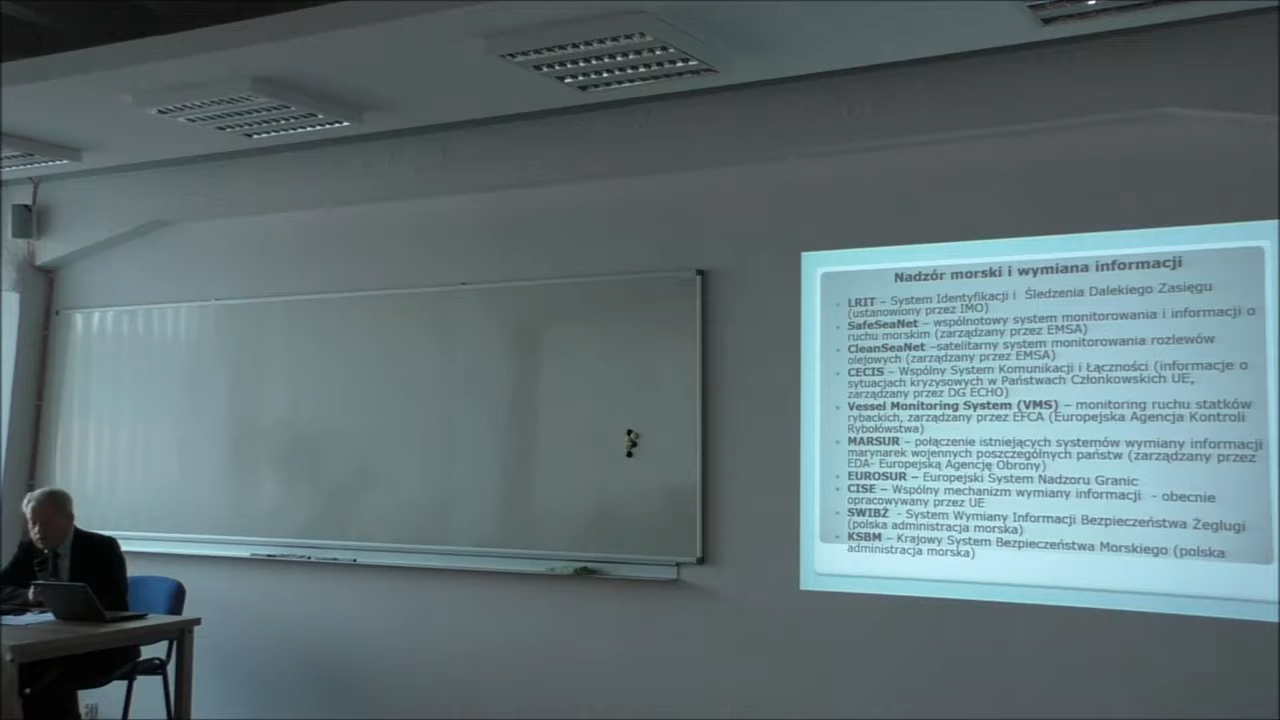 Nadzór morski i wymiana informacji
LRIT – System Identyfikacji i Śledzenia Dalekiego Zasięgu
(ustanowiony przez IMO)
SafeSeaNet – wspólnotowy system monitorowania i informacji o
ruchu morskim (zarządzany przez EMSA)
CleanSeaNet –satelitarny system monitorowania rozlewów
olejowych (zarządzany przez EMSA)
CECIS – Wspólny System Komunikacji i Łączności (informacje o
sytuacjach kryzysowych w Państwach Członkowskich UE,
zarządzany przez DG ECHO)
Vessel Monitoring System (VMS) – monitoring ruchu statków
rybackich, zarządzany przez EFCA (Europejska Agencja Kontroli
Rybołówstwa)
MARSUR – połączenie istniejących systemów wymiany informacji
marynarek wojennych poszczególnych państw (zarządzany przez
EDA- Europejską Agencję Obrony)
EUROSUR – Europejski System Nadzoru Granic
CISE – Wspólny mechanizm wymiany informacji - obecnie
opracowywany przez UE
SWIBŻ - System Wymiany Informacji Bezpieczeństwa Żeglugi
(polska administracja morska)
KSBM – Krajowy System Bezpieczeństwa Morskiego (polska
administracja morska)